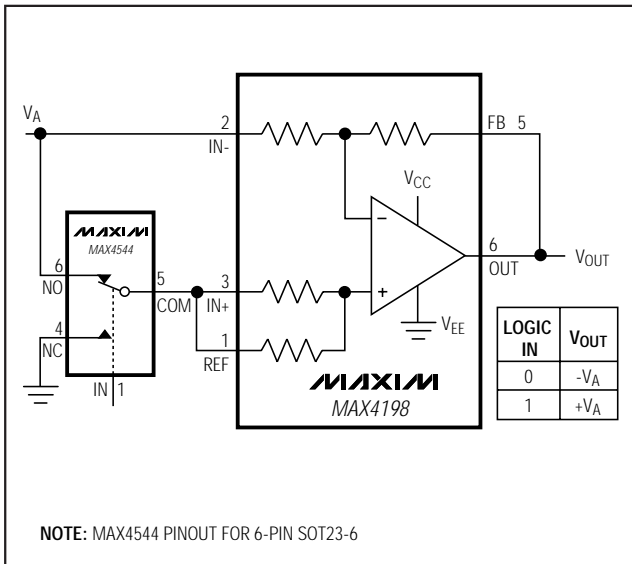 VA
2
IN-
FB 5
VCC
MAXIM
MAX4544
6
NO
5
COM
3
IN+
−
+
6
OUT
VOUT
4
NC
1
REF
VEE
IN 1
MAXIM
MAX4198
LOGIC IN VOUT
0 -VA
1 +VA
NOTE: MAX4544 PINOUT FOR 6-PIN SOT23-6